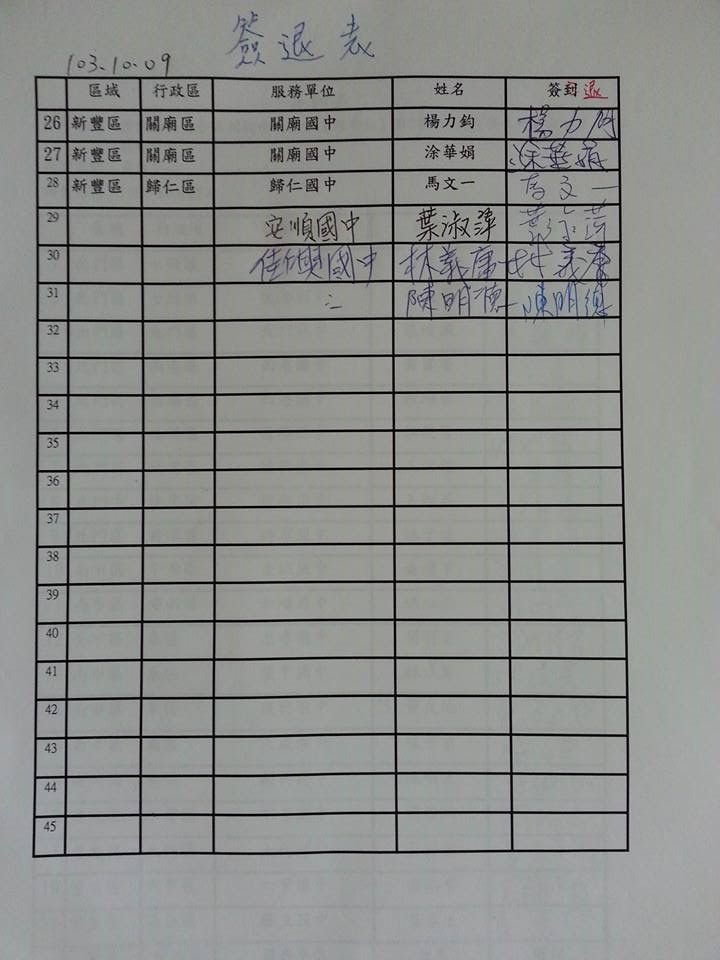 簽退表
103.10.09
區域 行政區 服務單位 姓名 簽到 退
26 新豐區 關廟區 關廟國中 楊力鈞 楊力鈞
27 新豐區 關廟區 關廟國中 涂華娟 涂華娟
28 新豐區 歸仁區 歸仁國中 馬文一 馬文一
29 安順國中 葉淑萍
30 佳興國中 林義庸
31 陳明德 陳明德
32
33
34
35
36
37
38
39
40
41
42
43
44
45